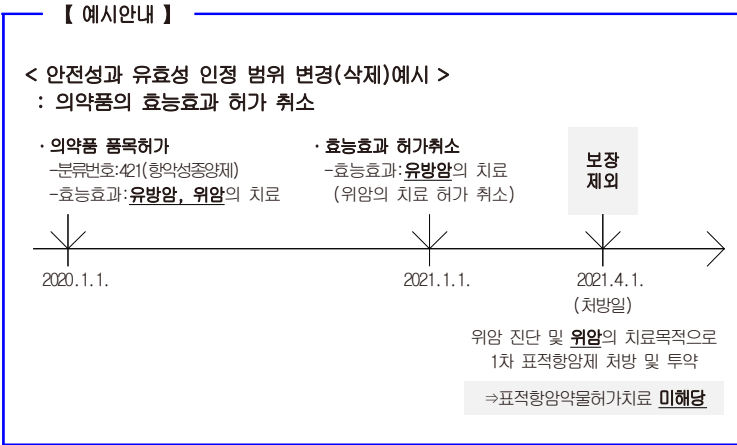 【 예시안내 】
< 안전성과 유효성 인정 범위 변경(삭제)예시 >
: 의약품의 효능효과 허가 취소
· 의약품 품목허가
-분류번호:421(항악성종양제)
-효능효과:유방암, 위암의 치료
· 효능효과 허가취소
-효능효과:유방암의 치료
(위암의 치료 허가 취소)
보장
제외
2020.1.1.
2021.1.1.
2021.4.1.
(처방일)
위암 진단 및 위암의 치료목적으로
1차 표적항암제 처방 및 투약
⇒표적항암약물허가치료 미해당